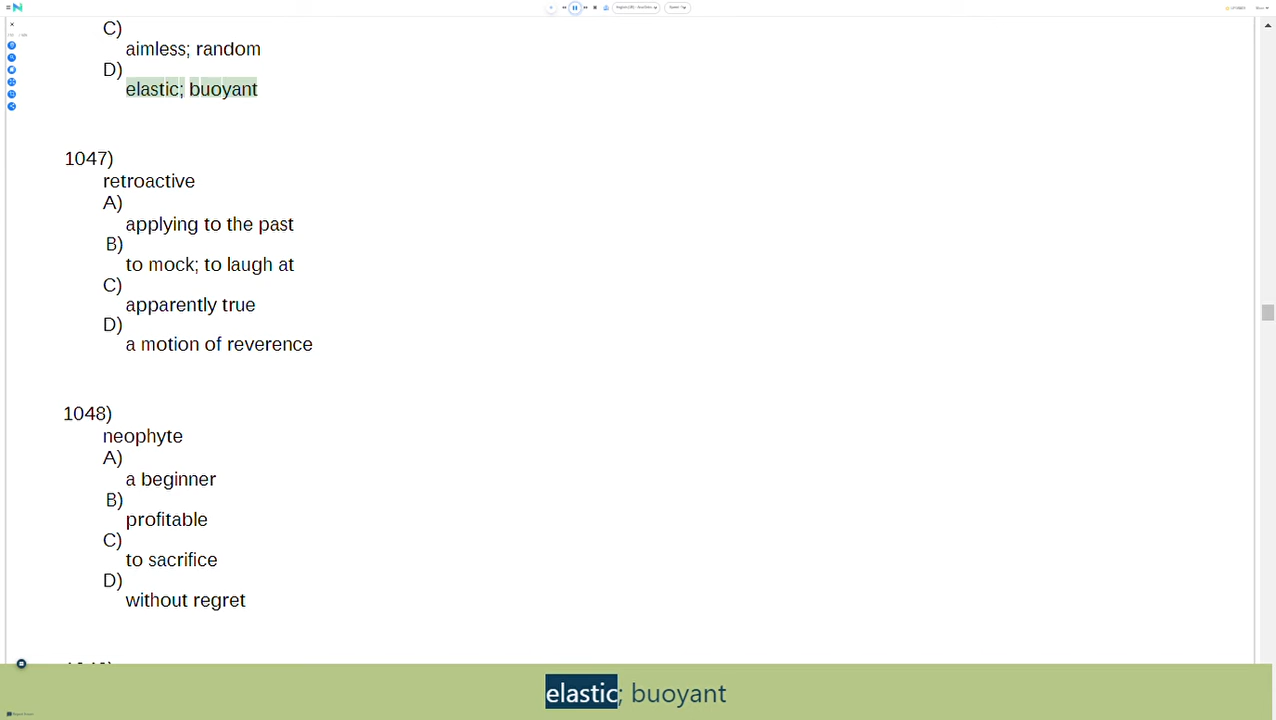 C)
aimless; random
D)
elastic; buoyant
1047)
retroactive
A)
applying to the past
B)
to mock; to laugh at
C)
apparently true
D)
a motion of reverence
1048)
neophyte
A)
a beginner
B)
profitable
C)
to sacrifice
D)
without regret
elastic; buoyant